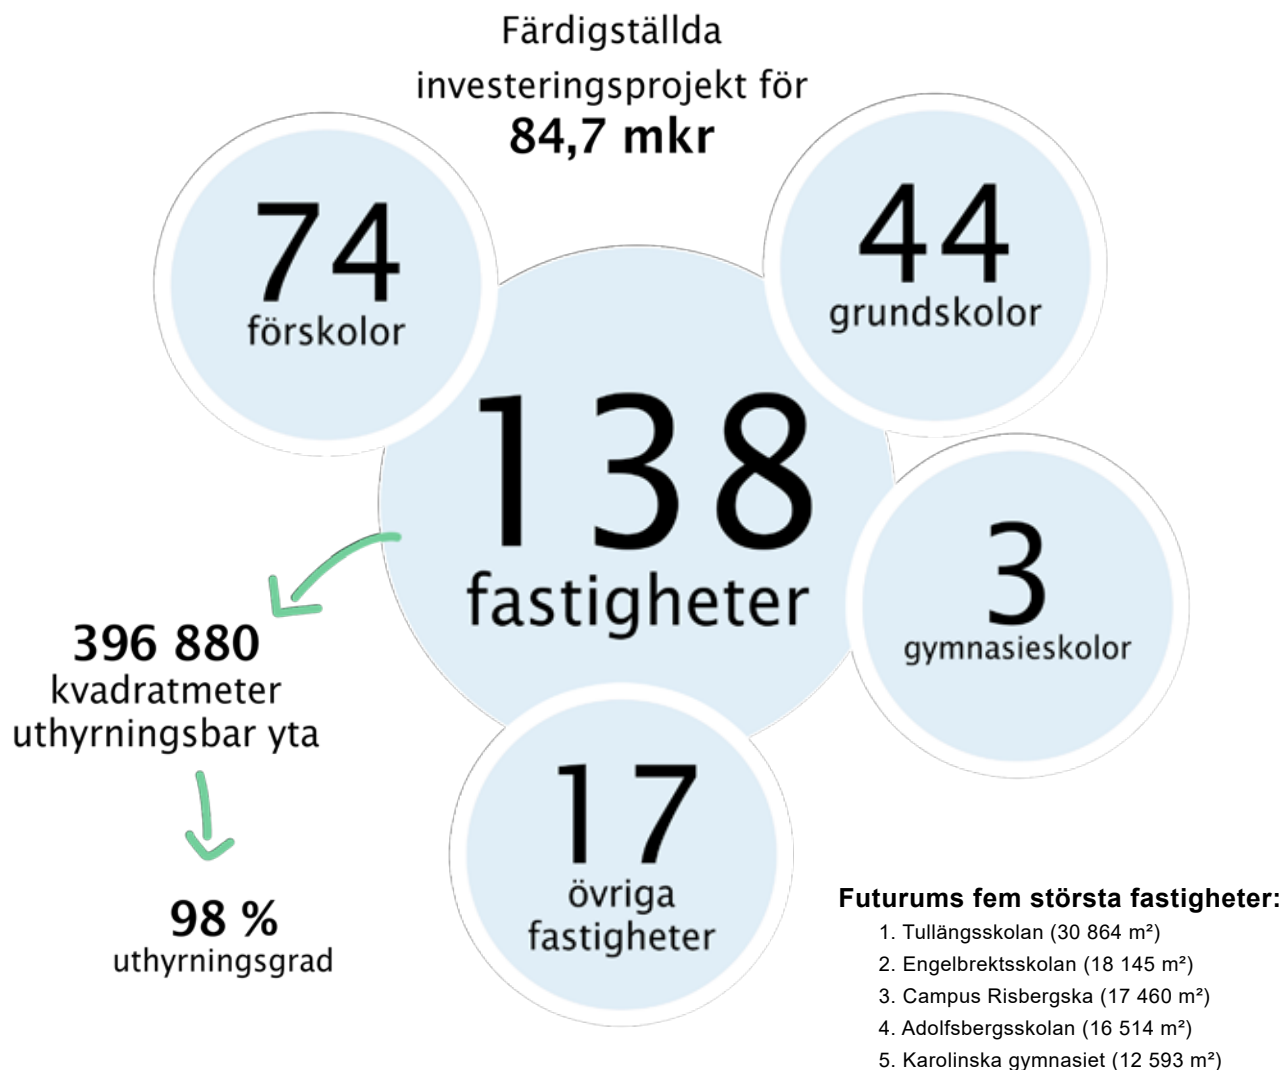 Färdigställda
investeringsprojekt för
84,7 mkr
74
förskolor
44
grundskolor
138
fastigheter
3
gymnasieskolor
396 880
kvadratmeter
uthyrningsbar yta
98 %
uthyrningsgrad
17
övriga
fastigheter
Futurums fem största fastigheter:
1. Tullängsskolan (30 864 m²)
2. Engelbrektsskolan (18 145 m²)
3. Campus Risbergska (17 460 m²)
4. Adolfsbergsskolan (16 514 m²)
5. Karolinska gymnasiet (12 593 m²)